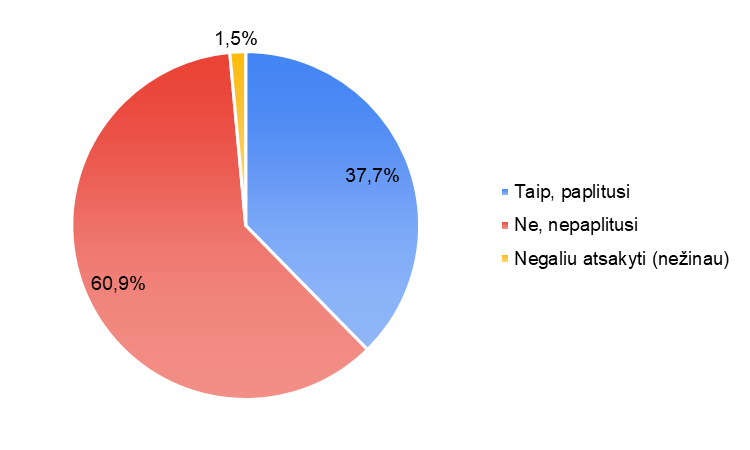 1,5%
37,7%
60,9%
Taip, paplitusi
Ne, nepaplitusi
Negaliu atsakyti (nežinau)